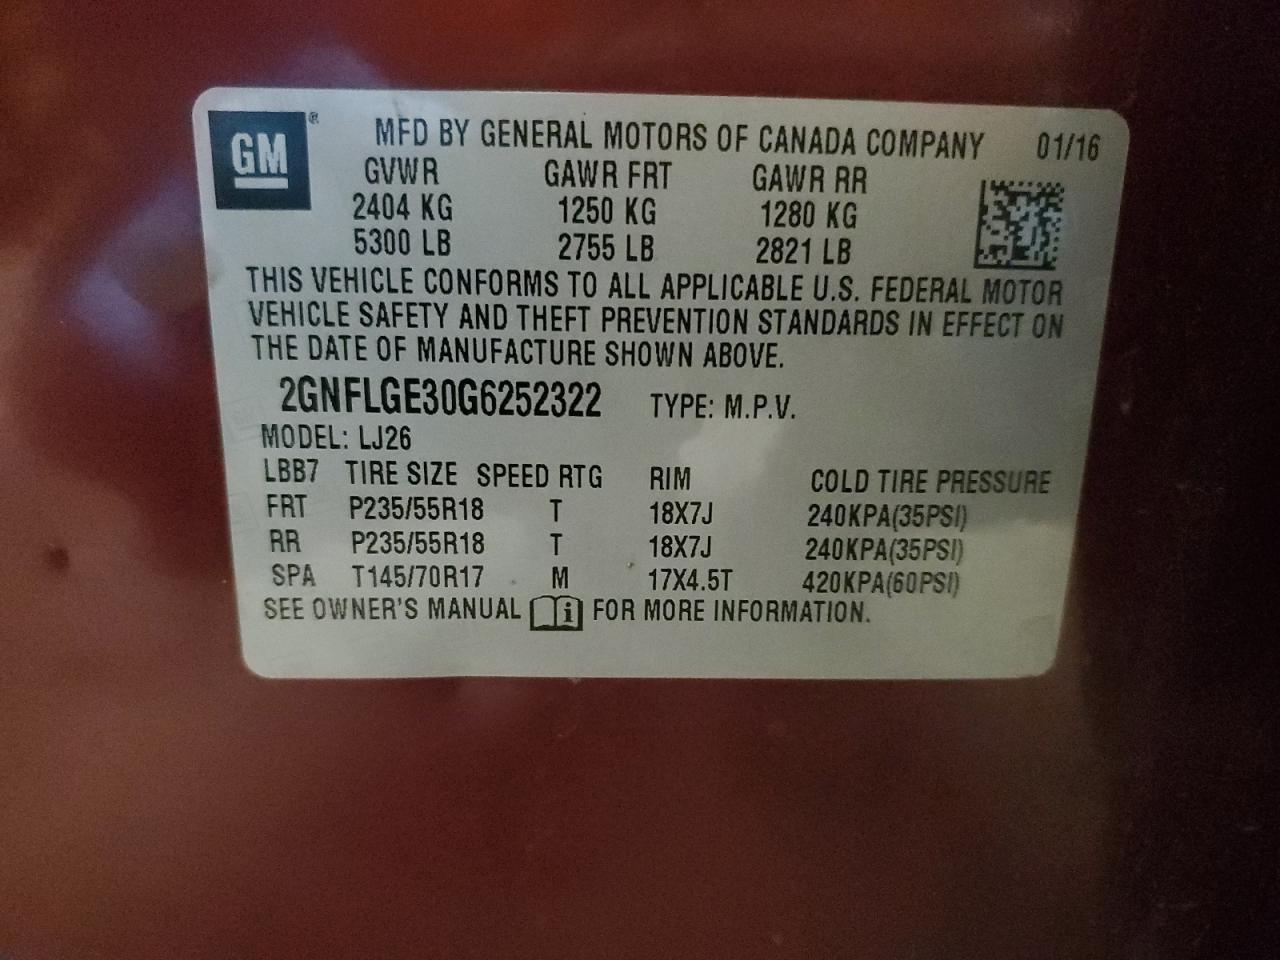 GM®
MFD BY GENERAL MOTORS OF CANADA COMPANY 01/16
GVWR GAWR FRT GAWR RR
2404 KG 1250 KG 1280 KG
5300 LB 2755 LB 2821 LB
THIS VEHICLE CONFORMS TO ALL APPLICABLE U.S. FEDERAL MOTOR
VEHICLE SAFETY AND THEFT PREVENTION STANDARDS IN EFFECT ON
THE DATE OF MANUFACTURE SHOWN ABOVE.
2GNFLGE30G6252322 TYPE: M.P.V.
MODEL: LJ26
LBB7 TIRE SIZE SPEED RTG RIM COLD TIRE PRESSURE
FRT P235/55R18 T 18X7J 240KPA(35PSI)
RR P235/55R18 T 18X7J 240KPA(35PSI)
SPA T145/70R17 M 17X4.5T 420KPA(60PSI)
SEE OWNER'S MANUAL i FOR MORE INFORMATION.